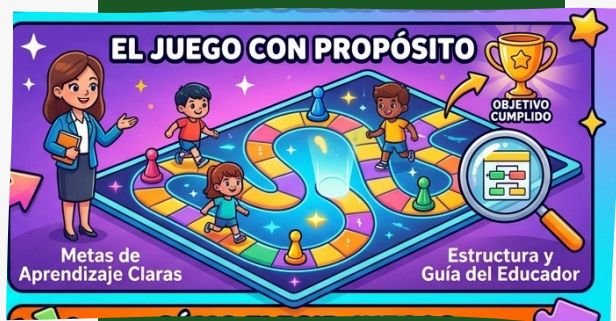 EL JUEGO CON PROPÓSITO
OBJETIVO
CUMPLIDO
Metas de
Aprendizaje Claras
Estructura y
Guía del Educador